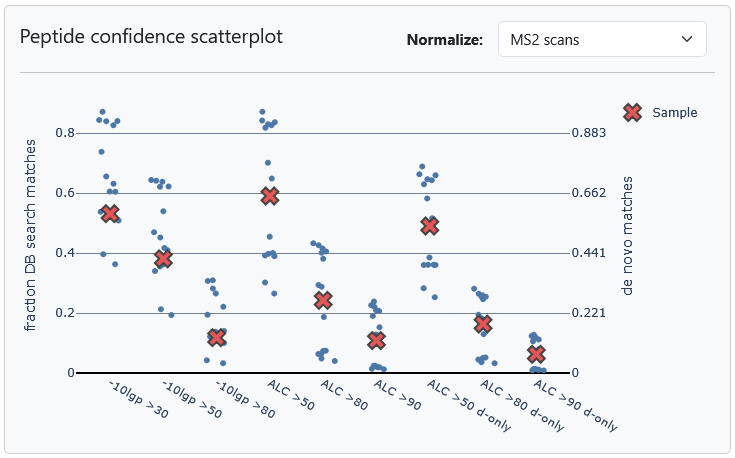 Peptide confidence scatterplot
Normalize:
MS2 scans
Sample
fraction DB search matches
0.8
0.6
0.4
0.2
0
0.883
0.662
0.441
0.221
0
de novo matches
-10lgp >30
-10lgp >50
-10lgp >80
ALC >50
ALC >80
ALC >90
ALC >50 d-only
ALC >80 d-only
ALC >90 d-only